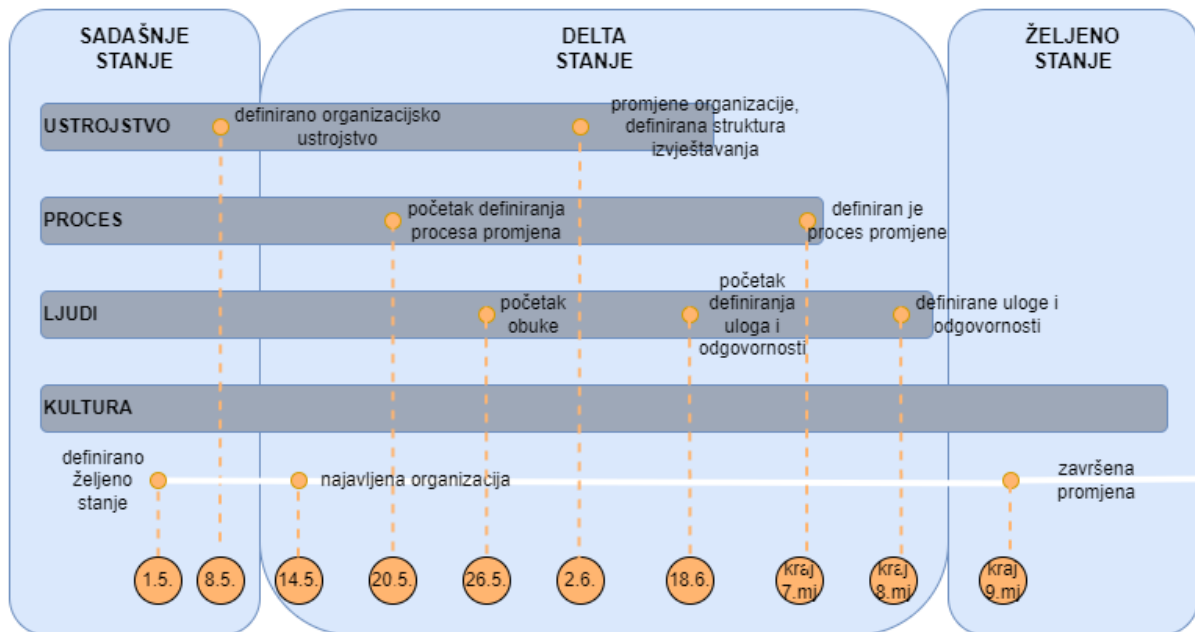 SADAŠNJE
STANJE
DELTA
STANJE
ŽELJENO
STANJE
USTROJSTVO
definirano organizacijsko
ustrojstvo
promjene organizacije,
definirana struktura
izvještavanja
PROCES
početak definiranja
procesa promjena
definiran je
proces promjene
LJUDI
početak
obuke
početak
definiranja
uloga i
odgovornosti
definirane uloge i
odgovornosti
KULTURA
definirano
željeno
stanje
najavljena organizacija
završena
promjena
1.5.
8.5.
14.5.
20.5.
26.5.
2.6.
18.6.
kraj
7.mj
kraj
8.mj
kraj
9.mj